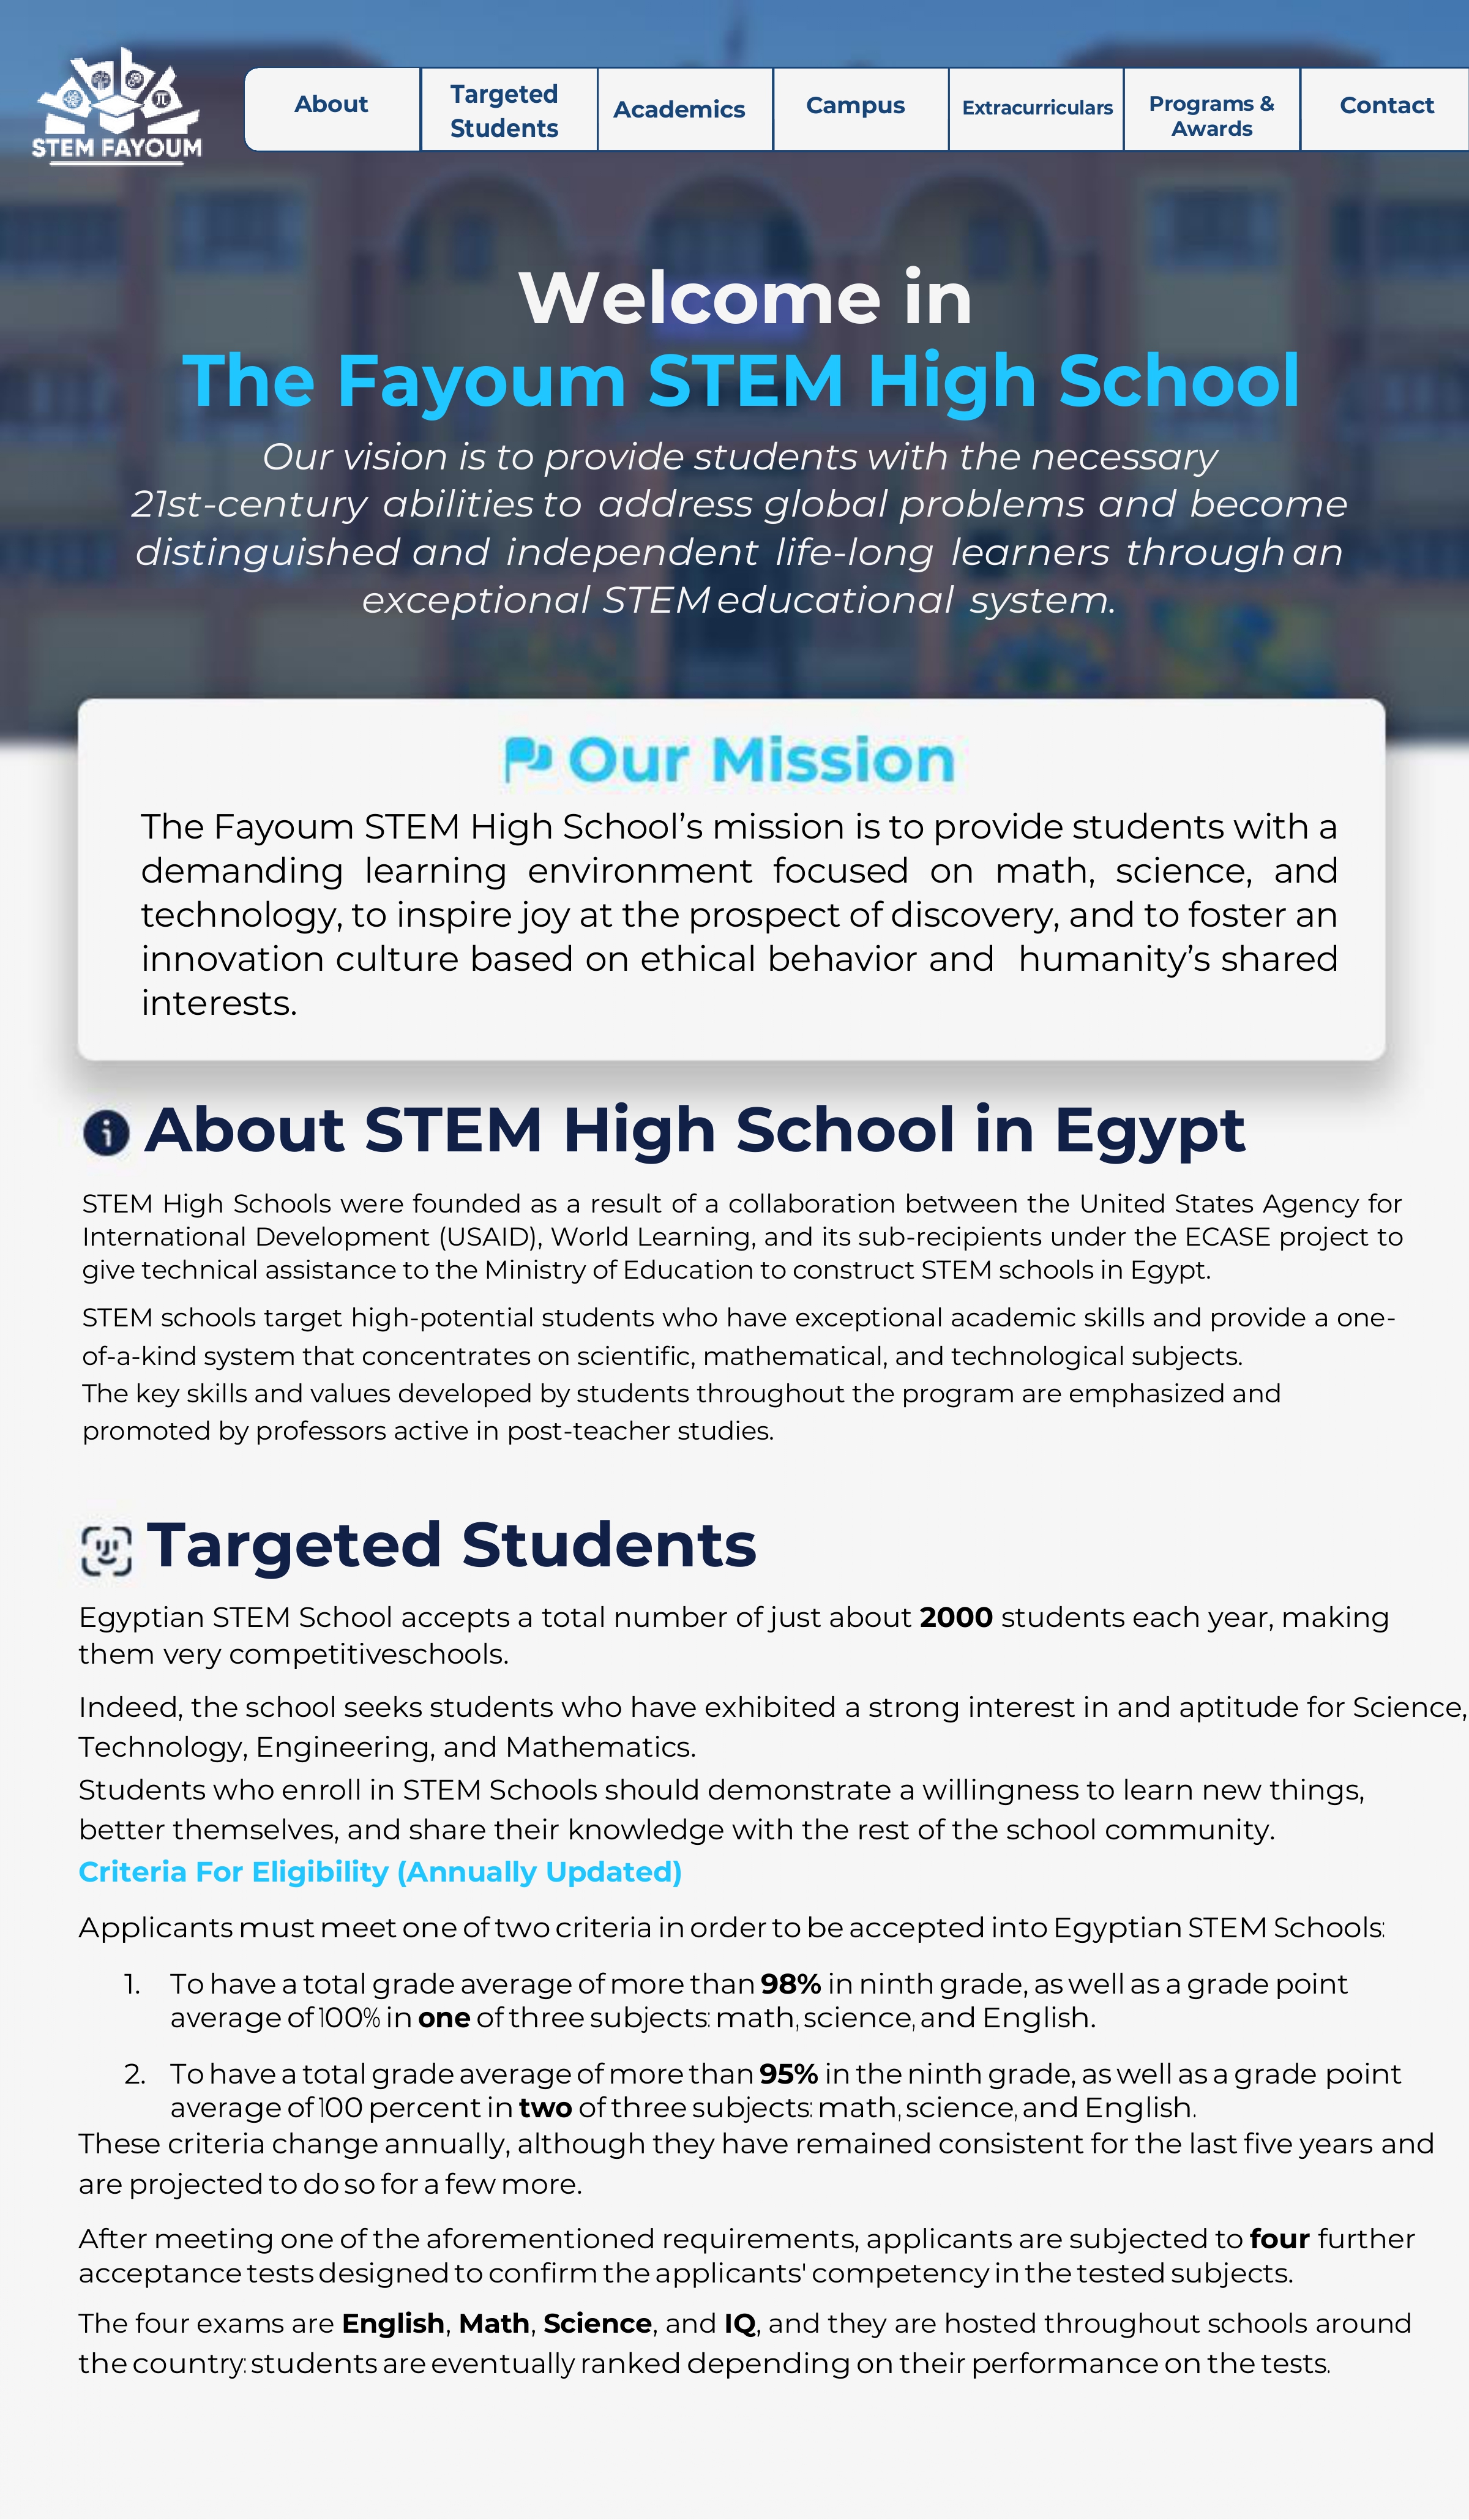 STEM FAYOUM
About
Targeted
Students
Academics
Campus
Extracurriculars
Programs &
Awards
Contact
Welcome in
The Fayoum STEM High School
Our vision is to provide students with the necessary
21st-century abilities to address global problems and become
distinguished and independent life-long learners through an
exceptional STEM educational system.
Our Mission
The Fayoum STEM High School’s mission is to provide students with a
demanding learning environment focused on math, science, and
technology, to inspire joy at the prospect of discovery, and to foster an
innovation culture based on ethical behavior and humanity’s shared
interests.
About STEM High School in Egypt
STEM High Schools were founded as a result of a collaboration between the United States Agency for
International Development (USAID), World Learning, and its sub-recipients under the ECASE project to
give technical assistance to the Ministry of Education to construct STEM schools in Egypt.
STEM schools target high-potential students who have exceptional academic skills and provide a one-
of-a-kind system that concentrates on scientific, mathematical, and technological subjects.
The key skills and values developed by students throughout the program are emphasized and
promoted by professors active in post-teacher studies.
Targeted Students
Egyptian STEM School accepts a total number of just about 2000 students each year, making
them very competitiveschools.
Indeed, the school seeks students who have exhibited a strong interest in and aptitude for Science,
Technology, Engineering, and Mathematics.
Students who enroll in STEM Schools should demonstrate a willingness to learn new things,
better themselves, and share their knowledge with the rest of the school community.
Criteria For Eligibility (Annually Updated)
Applicants must meet one of two criteria in order to be accepted into Egyptian STEM Schools:
1. To have a total grade average of more than 98% in ninth grade, as well as a grade point
average of 100% in one of three subjects: math, science, and English.
2. To have a total grade average of more than 95% in the ninth grade, as well as a grade point
average of 100 percent in two of three subjects: math, science, and English.
These criteria change annually, although they have remained consistent for the last five years and
are projected to do so for a few more.
After meeting one of the aforementioned requirements, applicants are subjected to four further
acceptance tests designed to confirm the applicants' competency in the tested subjects.
The four exams are English, Math, Science, and IQ, and they are hosted throughout schools around
the country: students are eventually ranked depending on their performance on the tests.